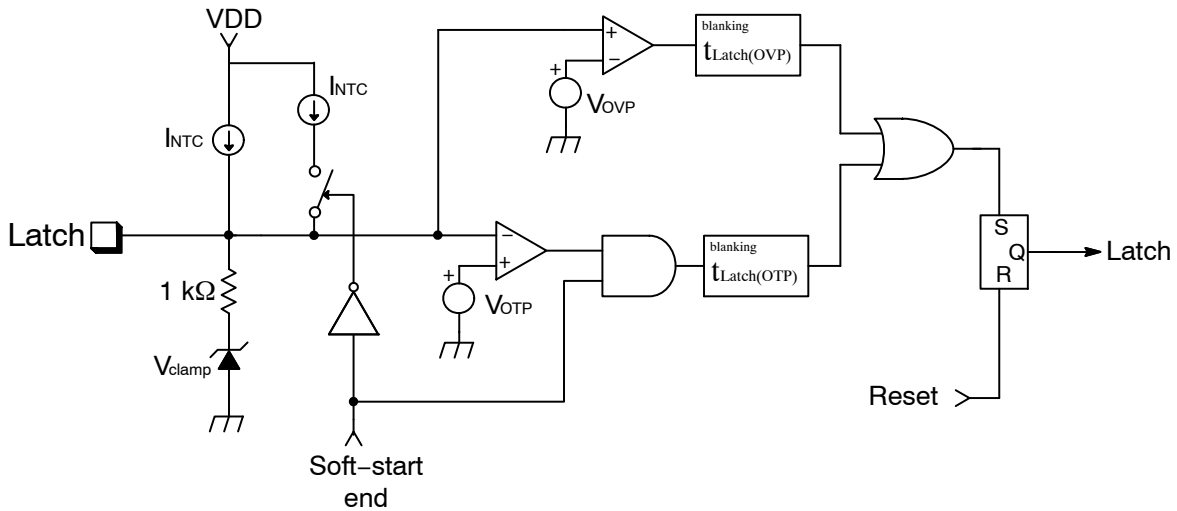 VDD
INTC
INTC
blanking
tLatch(OVP)
+
−
+
VOVP
Latch
−
+
+
VOTP
blanking
tLatch(OTP)
S
Q
R
Latch
1 kΩ
Vclamp
Reset
Soft−start
end